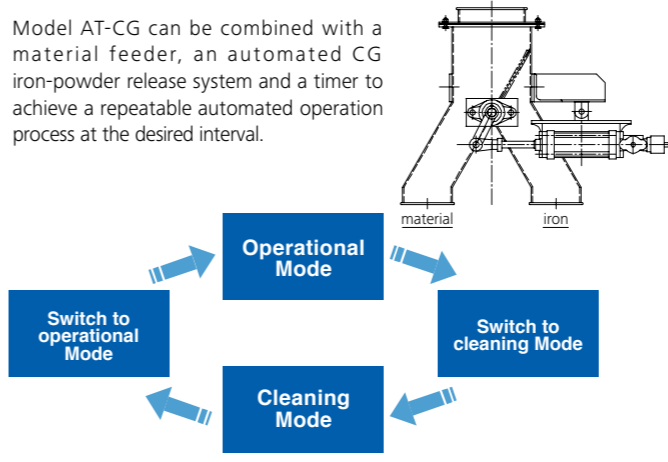 Model AT-CG can be combined with a
material feeder, an automated CG
iron-powder release system and a timer to
achieve a repeatable automated operation
process at the desired interval.
material
iron
Operational
Mode
Switch to
operational
Mode
Switch to
cleaning Mode
Cleaning
Mode